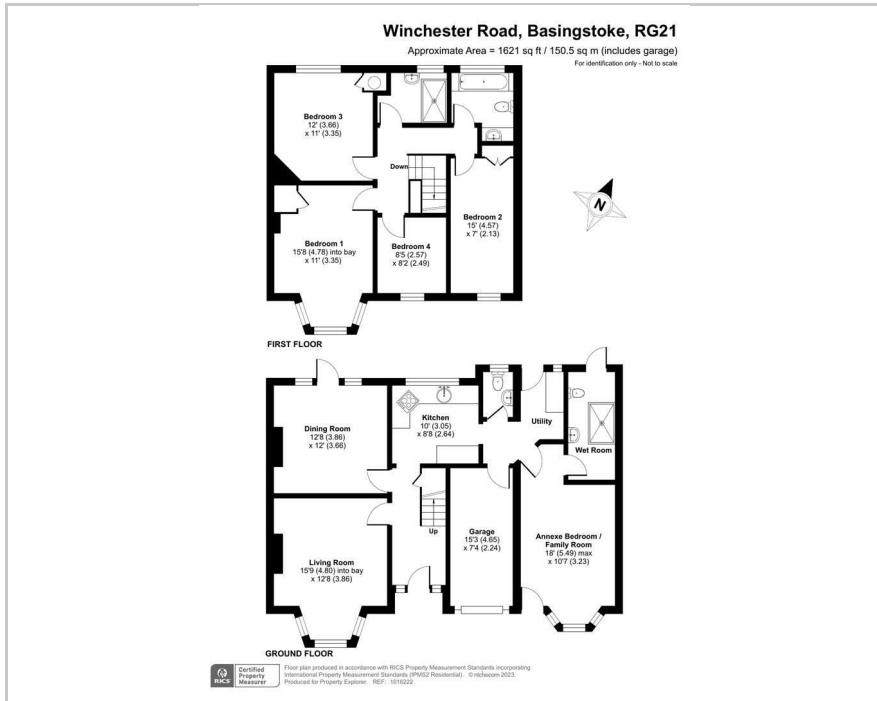 Winchester Road, Basingstoke, RG21
Approximate Area = 1621 sq ft / 150.5 sq m (includes garage)
For identification only - Not to scale
Bedroom 3
12' (3.66)
x 11' (3.35)
Down
Bedroom 2
15' (4.57)
x 7' (2.13)
Bedroom 1
15'8 (4.78) into bay
x 11' (3.35)
Bedroom 4
8'5 (2.57)
x 8'2 (2.49)
N
FIRST FLOOR
Kitchen
10' (3.05)
x 8'8 (2.64)
Utility
Dining Room
12'8 (3.86)
x 12' (3.66)
Wet Room
Up
Garage
15'3 (4.65)
x 7'4 (2.24)
Annexe Bedroom /
Family Room
18' (5.49) max
x 10'7 (3.23)
Living Room
15'9 (4.80) into bay
x 12'8 (3.86)
GROUND FLOOR
RICS
Certified
Property
Measurer
Floor plan produced in accordance with RICS Property Measurement Standards incorporating
International Property Measurement Standards (IPMS2 Residential). © nichecom 2023.
Produced for Property Explorer. REF: 1016222